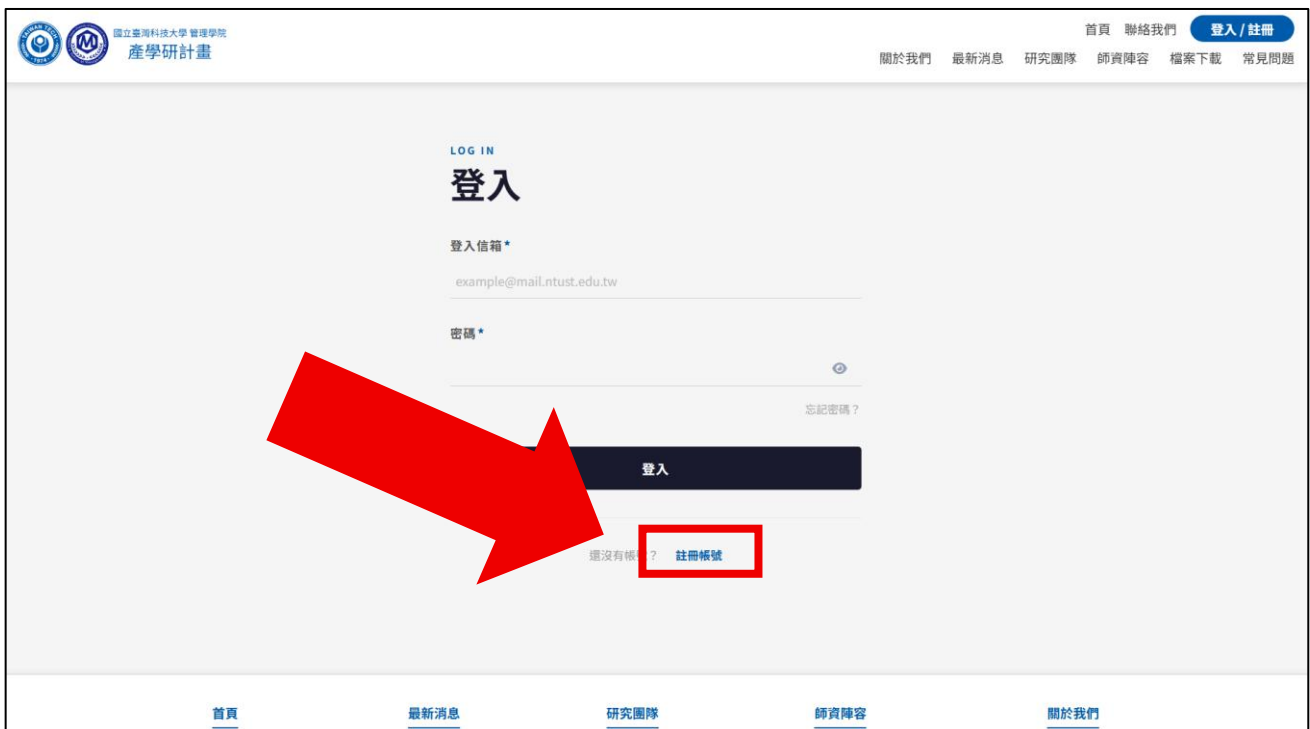 國立臺灣科技大學 管理學院
產學研計畫
首頁 聯絡我們 登入 / 註冊
關於我們 最新消息 研究團隊 師資陣容 檔案下載 常見問題
LOG IN
登入
登入信箱*
example@mail.ntust.edu.tw
密碼*
忘記密碼？
登入
還沒有帳號？ 註冊帳號
首頁 最新消息 研究團隊 師資陣容 關於我們